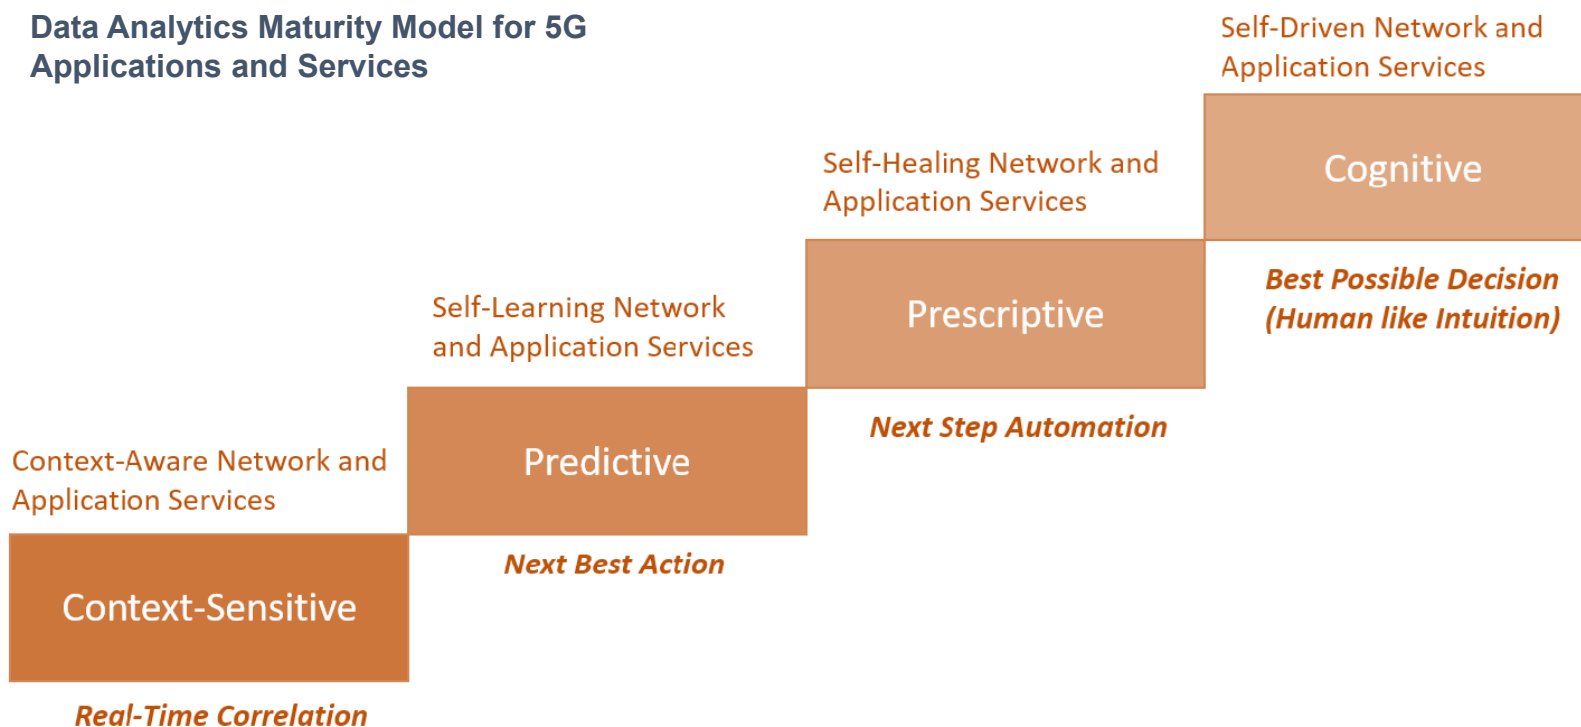 Data Analytics Maturity Model for 5G
Applications and Services
Self-Driven Network and
Application Services
Cognitive
Best Possible Decision
(Human like Intuition)
Self-Healing Network and
Application Services
Prescriptive
Next Step Automation
Self-Learning Network
and Application Services
Predictive
Next Best Action
Context-Aware Network and
Application Services
Context-Sensitive
Real-Time Correlation